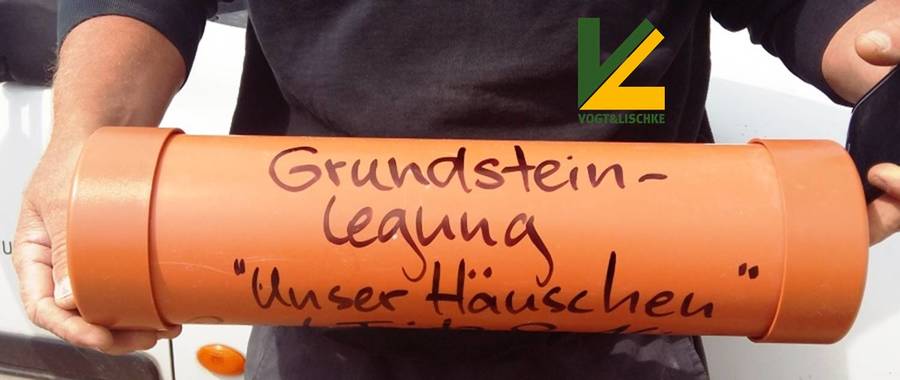 VOGT&LISCHKE
Grundstein-
legung
"Unser Häuschen"